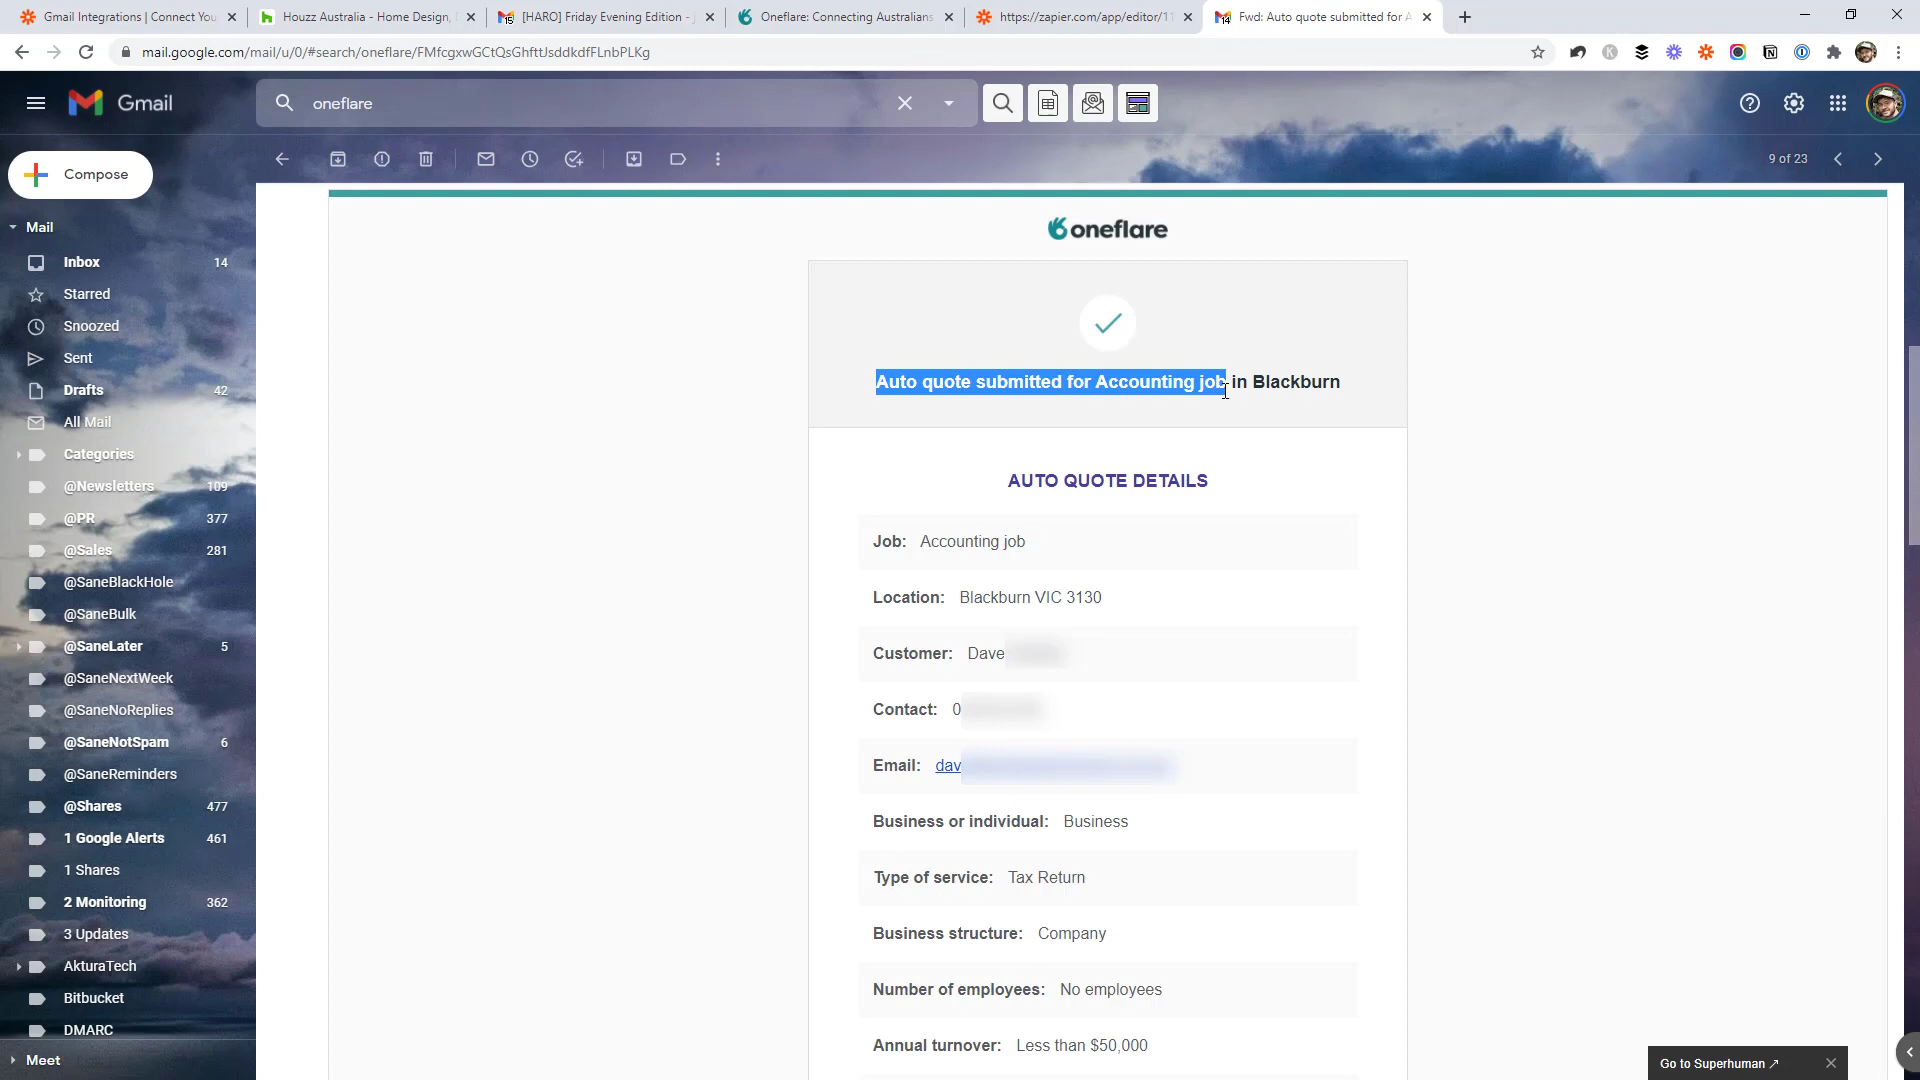 Gmail Integrations | Connect You
Houzz Australia - Home Design,
[HARO] Friday Evening Edition -
Oneflare: Connecting Australians
https://zapier.com/app/editor/1
Fwd: Auto quote submitted for A
mail.google.com/mail/u/0/#search/oneflare/FMfcgxwGCtQsGhfttJsddkdfFLnbPLKg
Gmail
oneflare
Compose
9 of 23
Mail
Inbox 14
Starred
Snoozed
Sent
Drafts 42
All Mail
Categories
@Newsletters 109
@PR 377
@Sales 281
@SaneBlackHole
@SaneBulk
@SaneLater 5
@SaneNextWeek
@SaneNoReplies
@SaneNotSpam 6
@SaneReminders
@Shares 477
1 Google Alerts 461
1 Shares
2 Monitoring 362
3 Updates
AkturaTech
Bitbucket
DMARC
Meet
oneflare
Auto quote submitted for Accounting job in Blackburn
AUTO QUOTE DETAILS
Job: Accounting job
Location: Blackburn VIC 3130
Customer: Dave
Contact: 0
Email: dav
Business or individual: Business
Type of service: Tax Return
Business structure: Company
Number of employees: No employees
Annual turnover: Less than $50,000
Go to Superhuman ↗